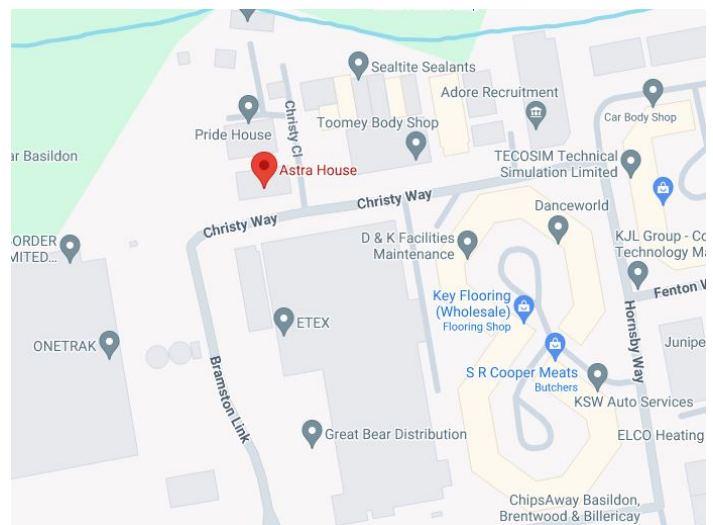 Sealtite Sealants
Adore Recruitment
Car Body Shop
Christy Cl
Pride House
Toomey Body Shop
TECOSIM Technical
Simulation Limited
ar Basildon
Astra House
Christy Way
Christy Way
Danceworld
D & K Facilities
Maintenance
KJL Group - Co
Technology Ma
BORDER
LIMITED...
Key Flooring
(Wholesale)
Flooring Shop
Fenton W
Hornsby Way
ETEX
ONETRAK
Bramston Link
S R Cooper Meats
Butchers
Junipe
KSW Auto Services
Great Bear Distribution
ELCO Heating
ChipsAway Basildon,
Brentwood & Billericay